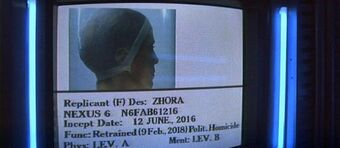 Replicant (F) Des: ZHORA
NEXUS 6 N6FAB61216
Incept Date: 12 JUNE, 2016
Func: Retrained (9 Feb., 2018) Polit. Homicide
Phys: LEV. A Ment: LEV. B